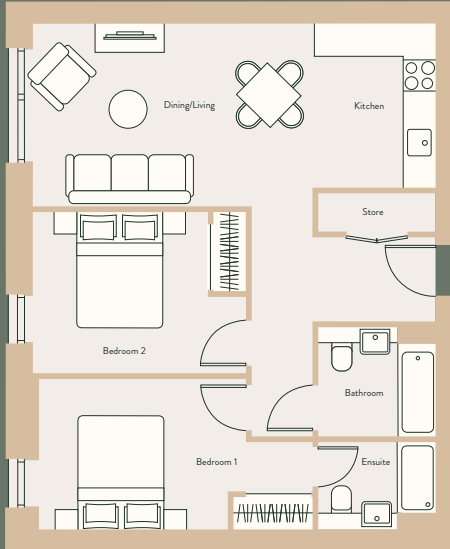 Dining/Living
Kitchen
Store
Bedroom 2
Bathroom
Bedroom 1
Ensuite